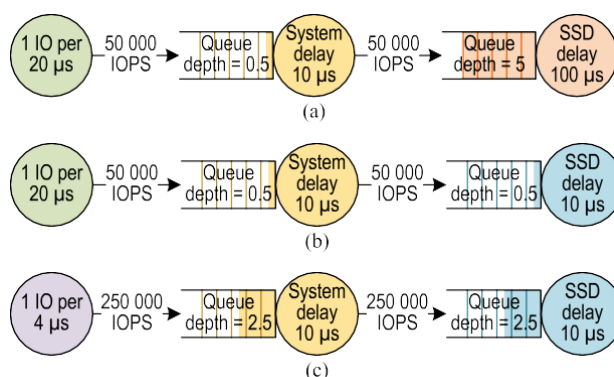 1 IO per
20 µs
50 000
IOPS
Queue
depth = 0.5
System
delay
10 µs
50 000
IOPS
Queue
depth = 5
SSD
delay
100 µs
(a)
1 IO per
20 µs
50 000
IOPS
Queue
depth = 0.5
System
delay
10 µs
50 000
IOPS
Queue
depth = 0.5
SSD
delay
10 µs
(b)
1 IO per
4 µs
250 000
IOPS
Queue
depth = 2.5
System
delay
10 µs
250 000
IOPS
Queue
depth = 2.5
SSD
delay
10 µs
(c)